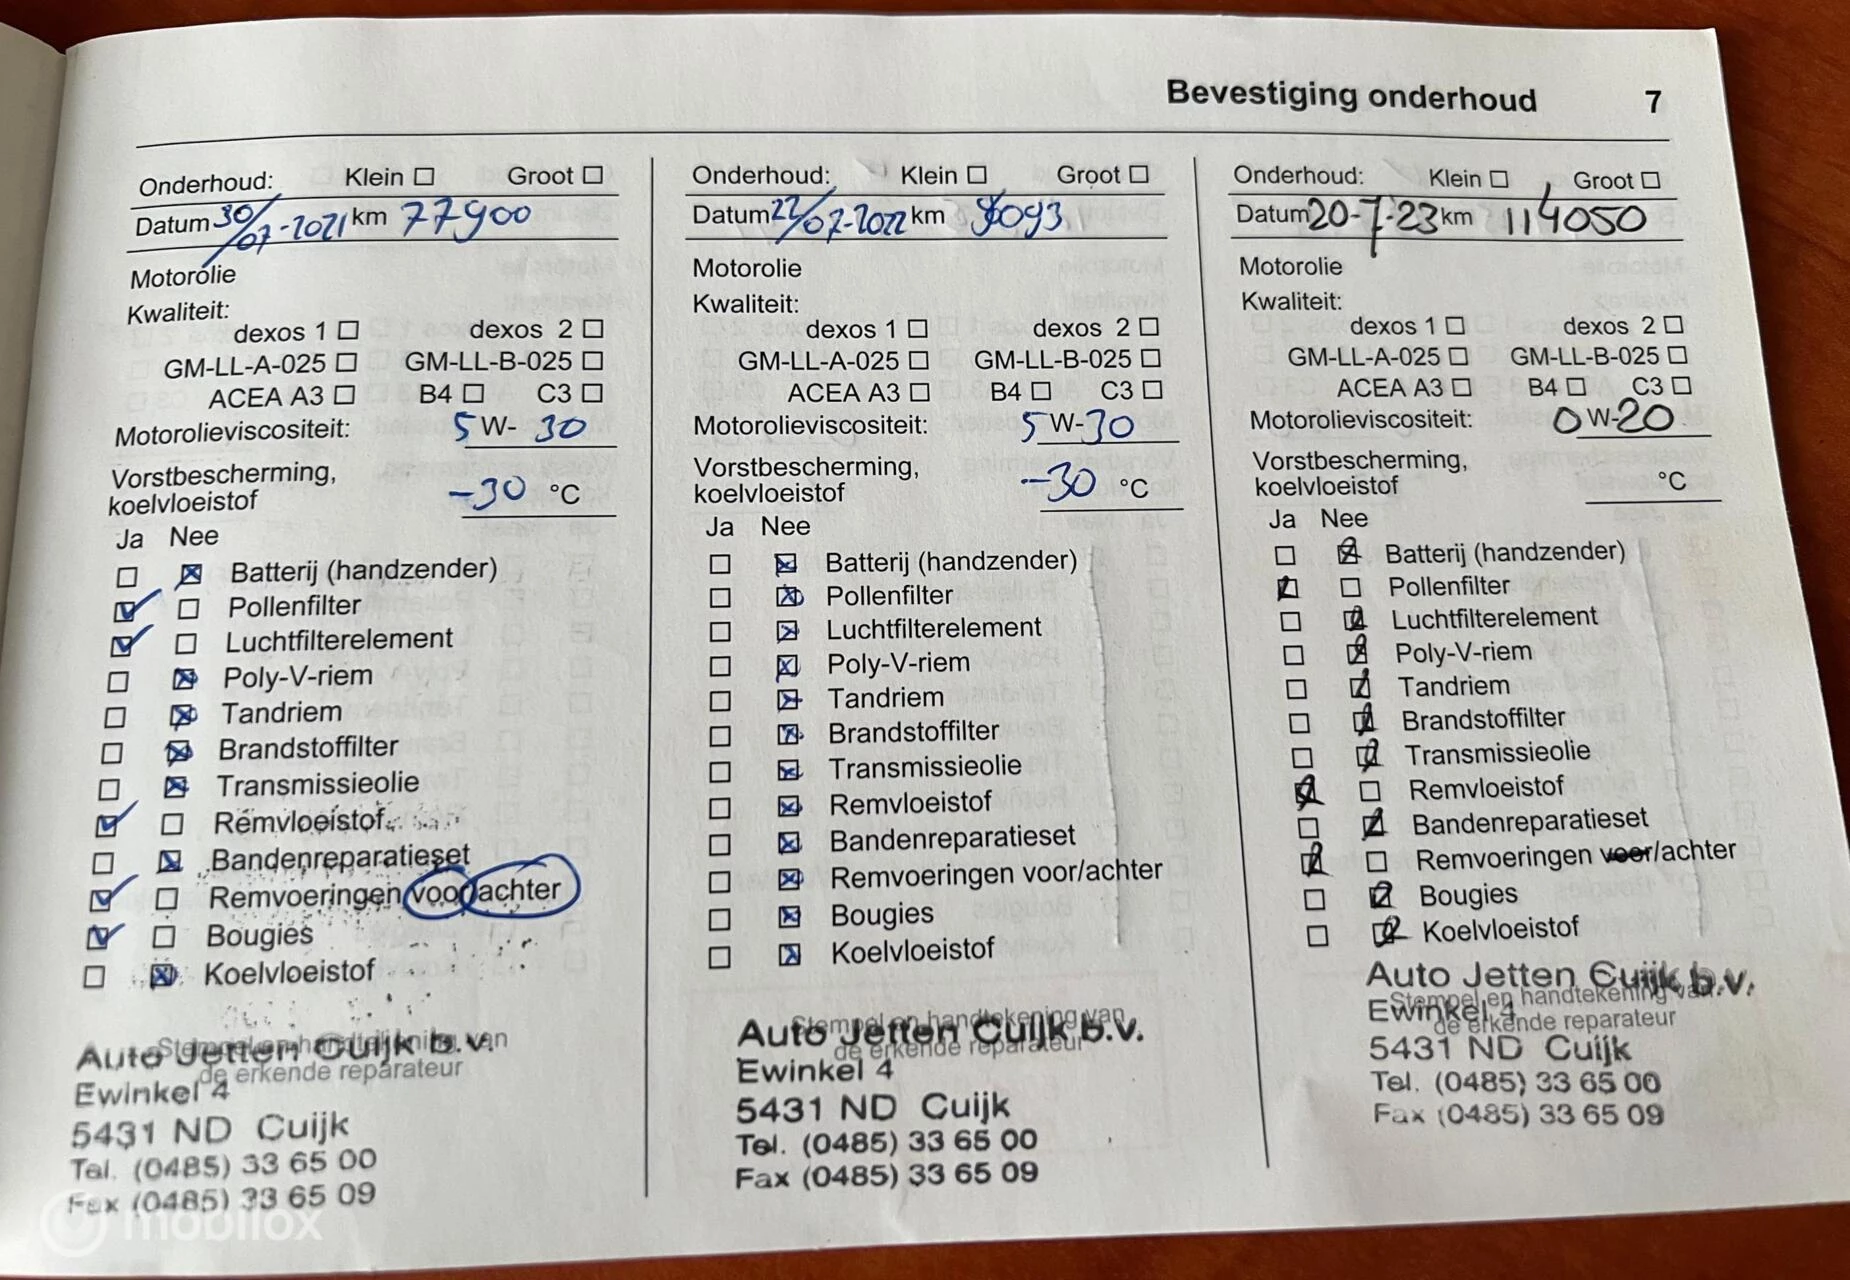 Bevestiging onderhoud 7
Onderhoud: Klein ☐ Groot ☐
Datum 30/07-2021 km 77900
Motorolie
Kwaliteit:
dexos 1 ☐ dexos 2 ☐
GM-LL-A-025 ☐ GM-LL-B-025 ☐
ACEA A3 ☐ B4 ☐ C3 ☐
Motorolieviscositeit: 5 W- 30
Vorstbescherming,
koelvloeistof -30 °C
Ja Nee
☐ ☒ Batterij (handzender)
☑ ☐ Pollenfilter
☑ ☐ Luchtfilterelement
☐ ☒ Poly-V-riem
☐ ☒ Tandriem
☐ ☒ Brandstoffilter
☐ ☒ Transmissieolie
☑ ☐ Remvloeistof
☐ ☒ Bandenreparatieset
☑ ☐ Remvoeringen voor/achter
☑ ☐ Bougies
☐ ☒ Koelvloeistof
Stempel en handtekening van
de erkende reparateur
Auto Jetten Cuijk b.v.
Ewinkel 4
5431 ND Cuijk
Tel. (0485) 33 65 00
Fax (0485) 33 65 09
Onderhoud: Klein ☐ Groot ☐
Datum 22/07-2022 km
Motorolie
Kwaliteit:
dexos 1 ☐ dexos 2 ☐
GM-LL-A-025 ☐ GM-LL-B-025 ☐
ACEA A3 ☐ B4 ☐ C3 ☐
Motorolieviscositeit: 5 W-30
Vorstbescherming,
koelvloeistof -30 °C
Ja Nee
☐ ☒ Batterij (handzender)
☐ ☒ Pollenfilter
☐ ☒ Luchtfilterelement
☐ ☒ Poly-V-riem
☐ ☒ Tandriem
☐ ☒ Brandstoffilter
☐ ☒ Transmissieolie
☐ ☒ Remvloeistof
☐ ☒ Bandenreparatieset
☐ ☒ Remvoeringen voor/achter
☐ ☒ Bougies
☐ ☒ Koelvloeistof
Stempel en handtekening van
de erkende reparateur
Auto Jetten Cuijk b.v.
Ewinkel 4
5431 ND Cuijk
Tel. (0485) 33 65 00
Fax (0485) 33 65 09
Onderhoud: Klein ☐ Groot ☐
Datum 20-7-23 km 114050
Motorolie
Kwaliteit:
dexos 1 ☐ dexos 2 ☐
GM-LL-A-025 ☐ GM-LL-B-025 ☐
ACEA A3 ☐ B4 ☐ C3 ☐
Motorolieviscositeit: 0 W-20
Vorstbescherming,
koelvloeistof °C
Ja Nee
☐ ☒ Batterij (handzender)
☒ ☐ Pollenfilter
☐ ☒ Luchtfilterelement
☐ ☒ Poly-V-riem
☐ ☒ Tandriem
☐ ☒ Brandstoffilter
☐ ☒ Transmissieolie
☒ ☐ Remvloeistof
☐ ☒ Bandenreparatieset
☒ ☐ Remvoeringen voor/achter
☐ ☒ Bougies
☐ ☒ Koelvloeistof
Stempel en handtekening van
de erkende reparateur
Auto Jetten Cuijk b.v.
Ewinkel 4
5431 ND Cuijk
Tel. (0485) 33 65 00
Fax (0485) 33 65 09
mobilox